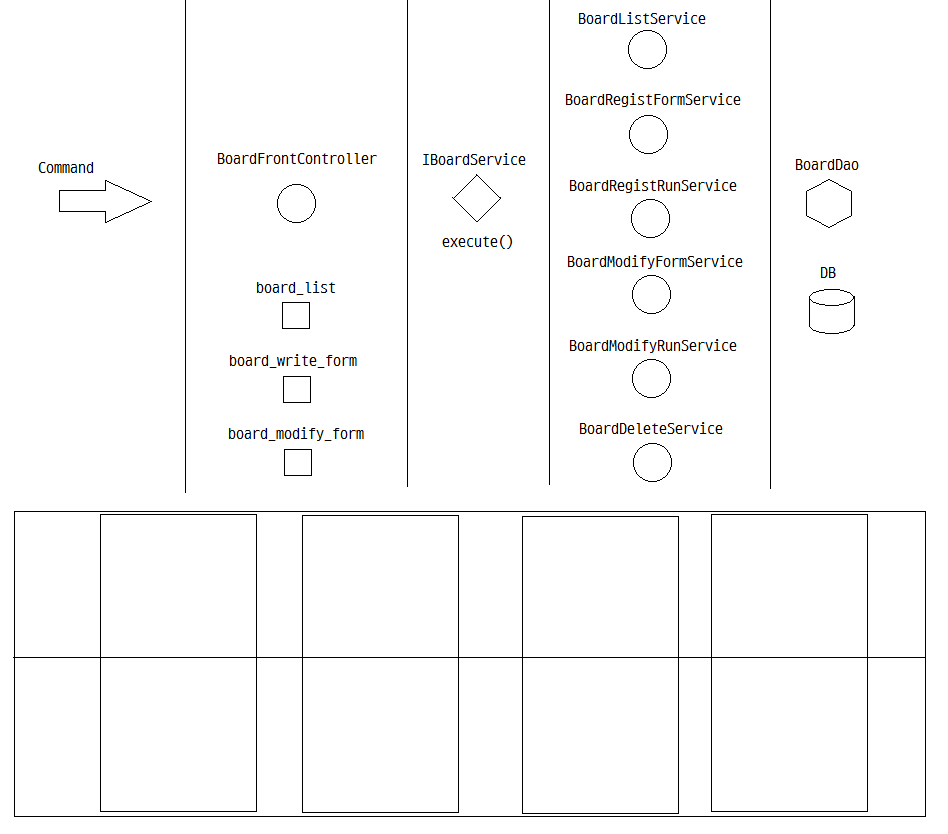 Command
BoardFrontController
board_list
board_write_form
board_modify_form
IBoardService
execute()
BoardListService
BoardRegistFormService
BoardRegistRunService
BoardModifyFormService
BoardModifyRunService
BoardDeleteService
BoardDao
DB